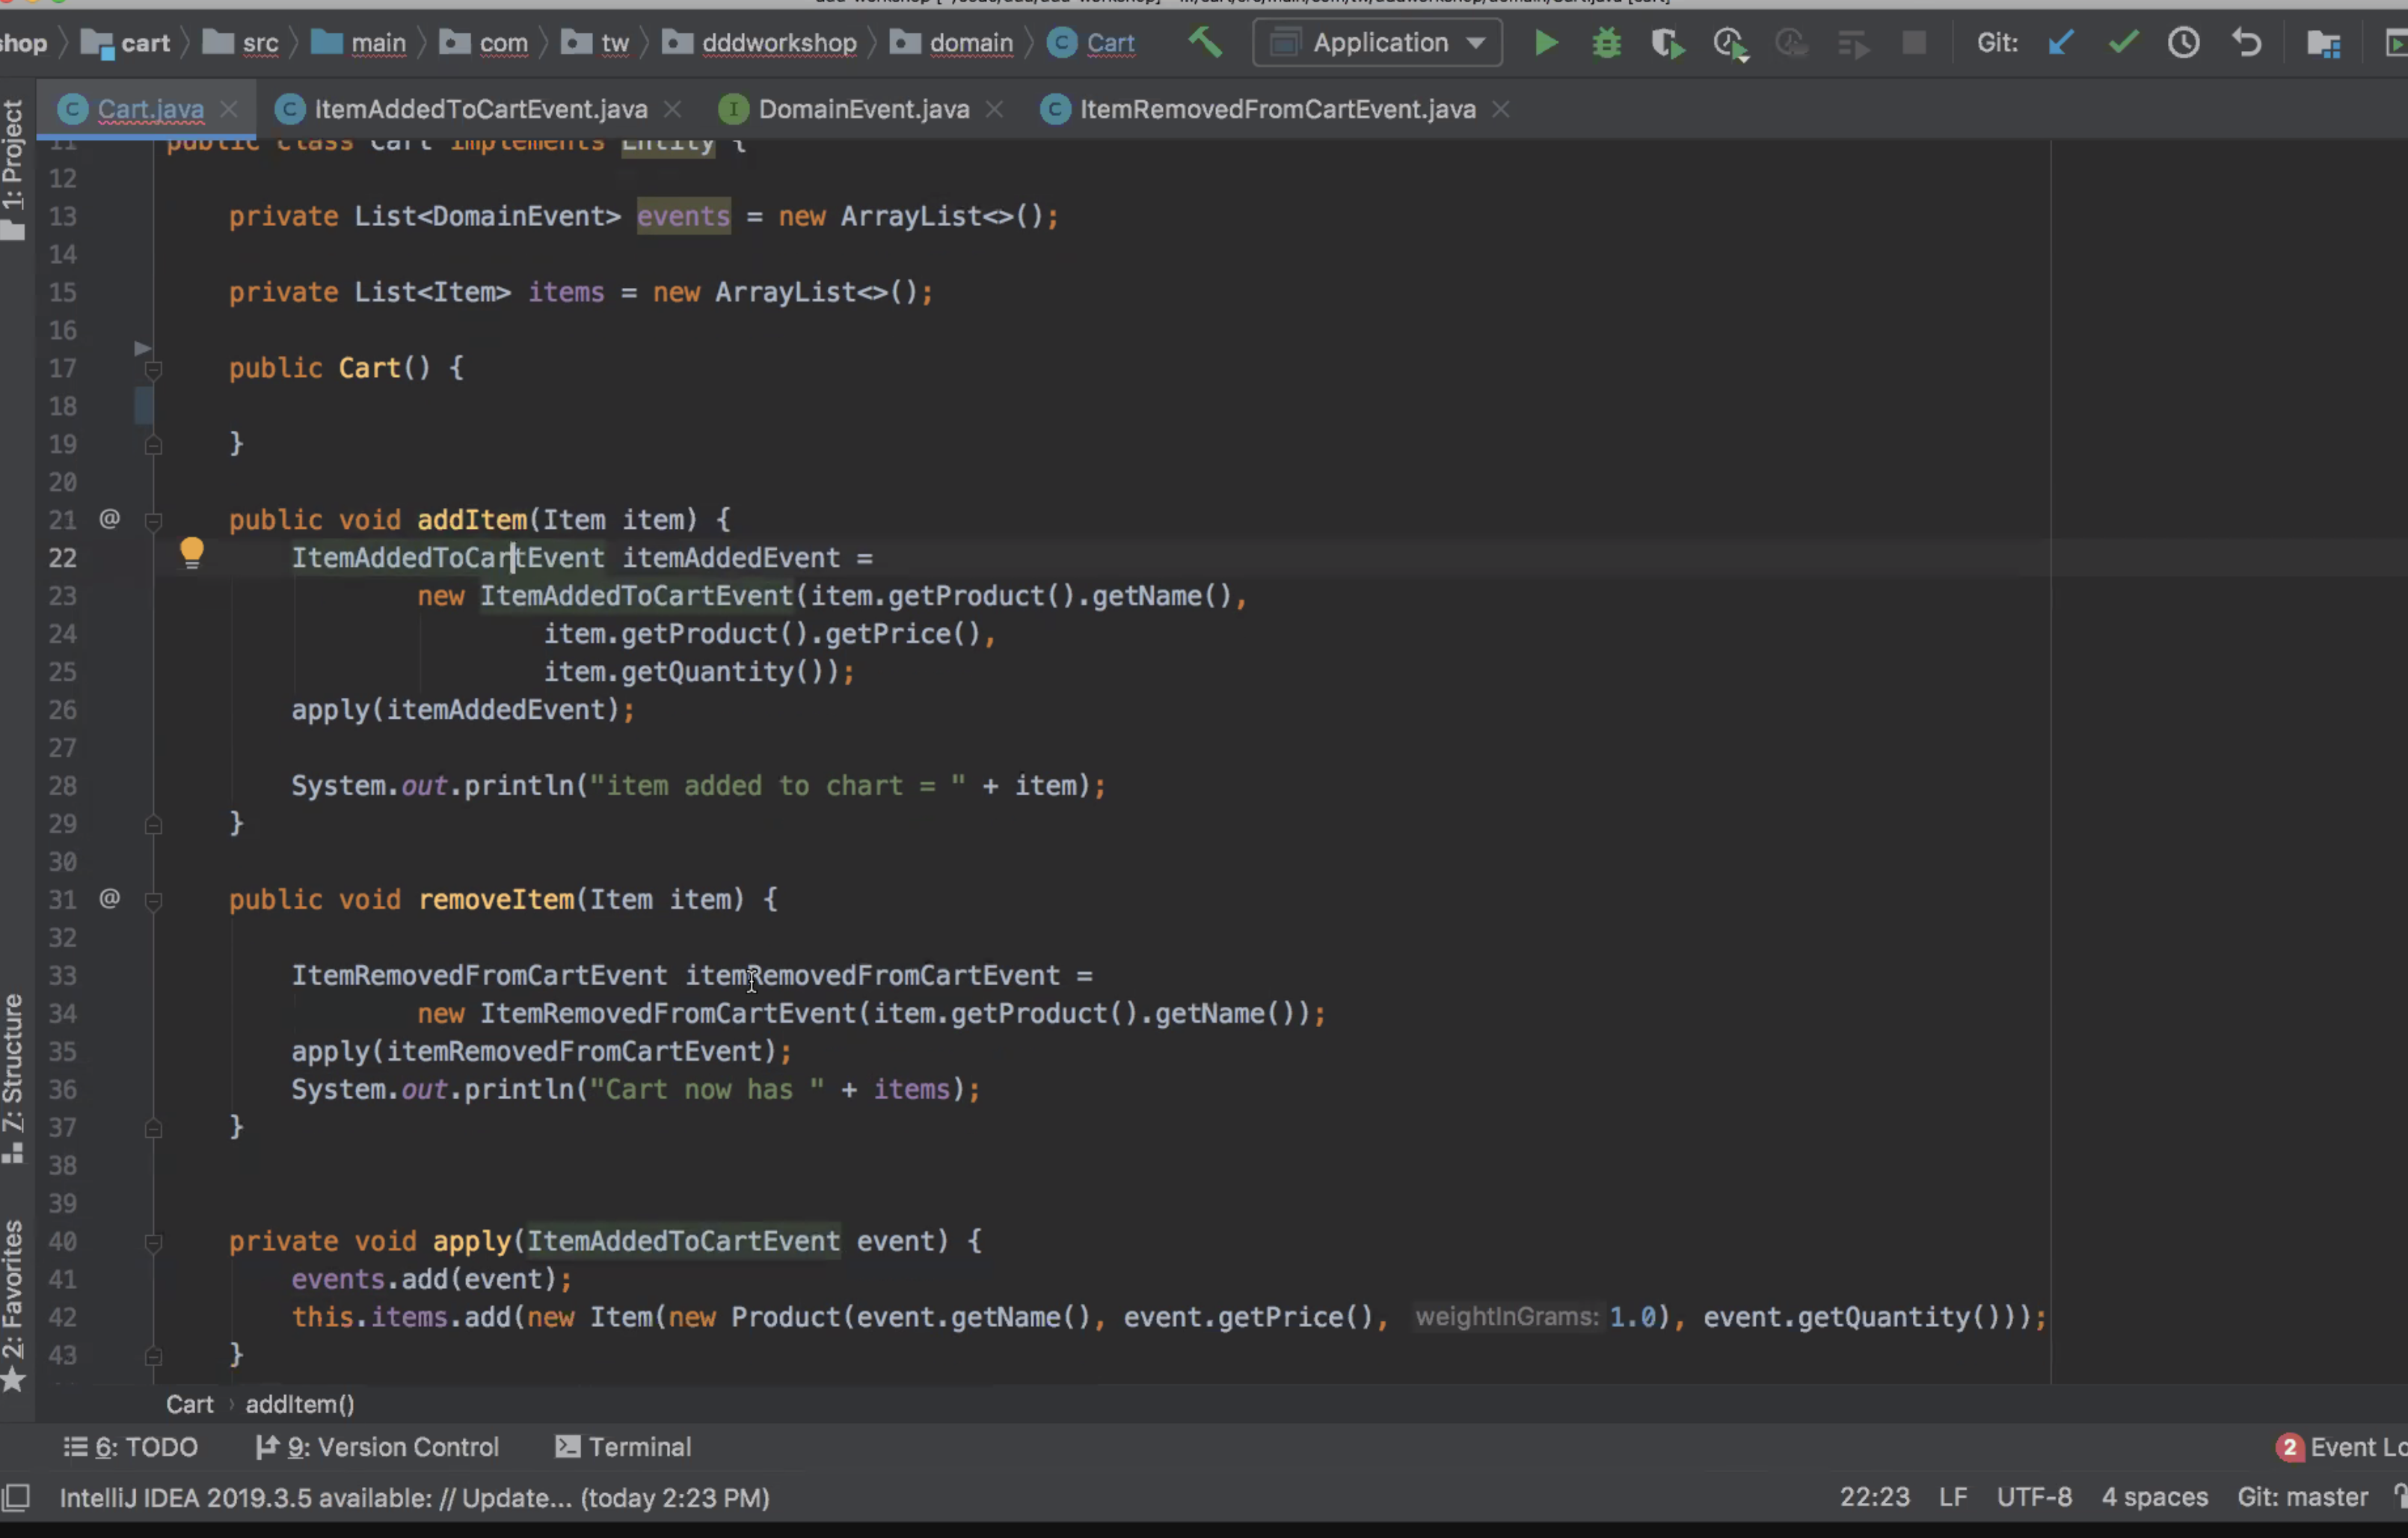 shop cart src main com tw dddworkshop domain Cart Application Git:
Cart.java ItemAddedToCartEvent.java DomainEvent.java ItemRemovedFromCartEvent.java
1: Project
11 public class Cart implements Entity {
12
13 private List<DomainEvent> events = new ArrayList<>();
14
15 private List<Item> items = new ArrayList<>();
16
17 public Cart() {
18
19 }
20
21 @ public void addItem(Item item) {
22 ItemAddedToCartEvent itemAddedEvent =
23 new ItemAddedToCartEvent(item.getProduct().getName(),
24 item.getProduct().getPrice(),
25 item.getQuantity());
26 apply(itemAddedEvent);
27
28 System.out.println("item added to chart = " + item);
29 }
30
31 @ public void removeItem(Item item) {
32
33 ItemRemovedFromCartEvent itemRemovedFromCartEvent =
34 new ItemRemovedFromCartEvent(item.getProduct().getName());
35 apply(itemRemovedFromCartEvent);
36 System.out.println("Cart now has " + items);
37 }
38
39
40 private void apply(ItemAddedToCartEvent event) {
41 events.add(event);
42 this.items.add(new Item(new Product(event.getName(), event.getPrice(), weightInGrams: 1.0), event.getQuantity()));
43 }
7: Structure
2: Favorites
Cart › addItem()
6: TODO 9: Version Control Terminal 2 Event Lo
IntelliJ IDEA 2019.3.5 available: // Update... (today 2:23 PM) 22:23 LF UTF-8 4 spaces Git: master